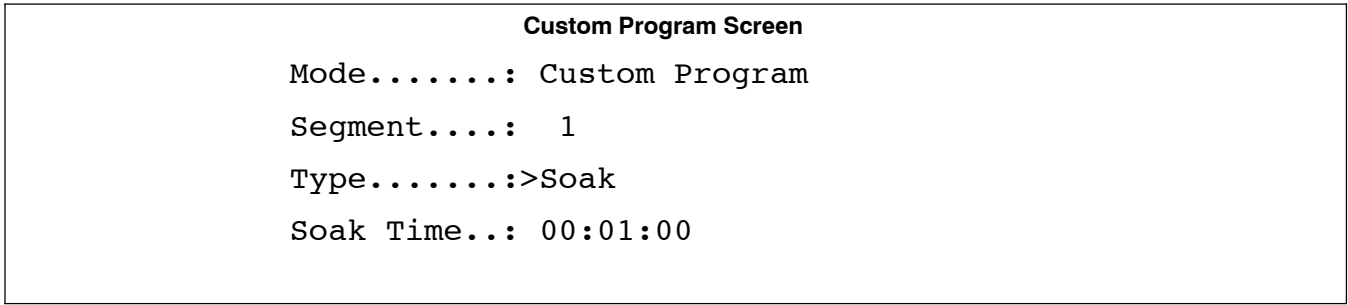 Custom Program Screen
Mode.......: Custom Program
Segment....:  1
Type.......:>Soak
Soak Time..: 00:01:00